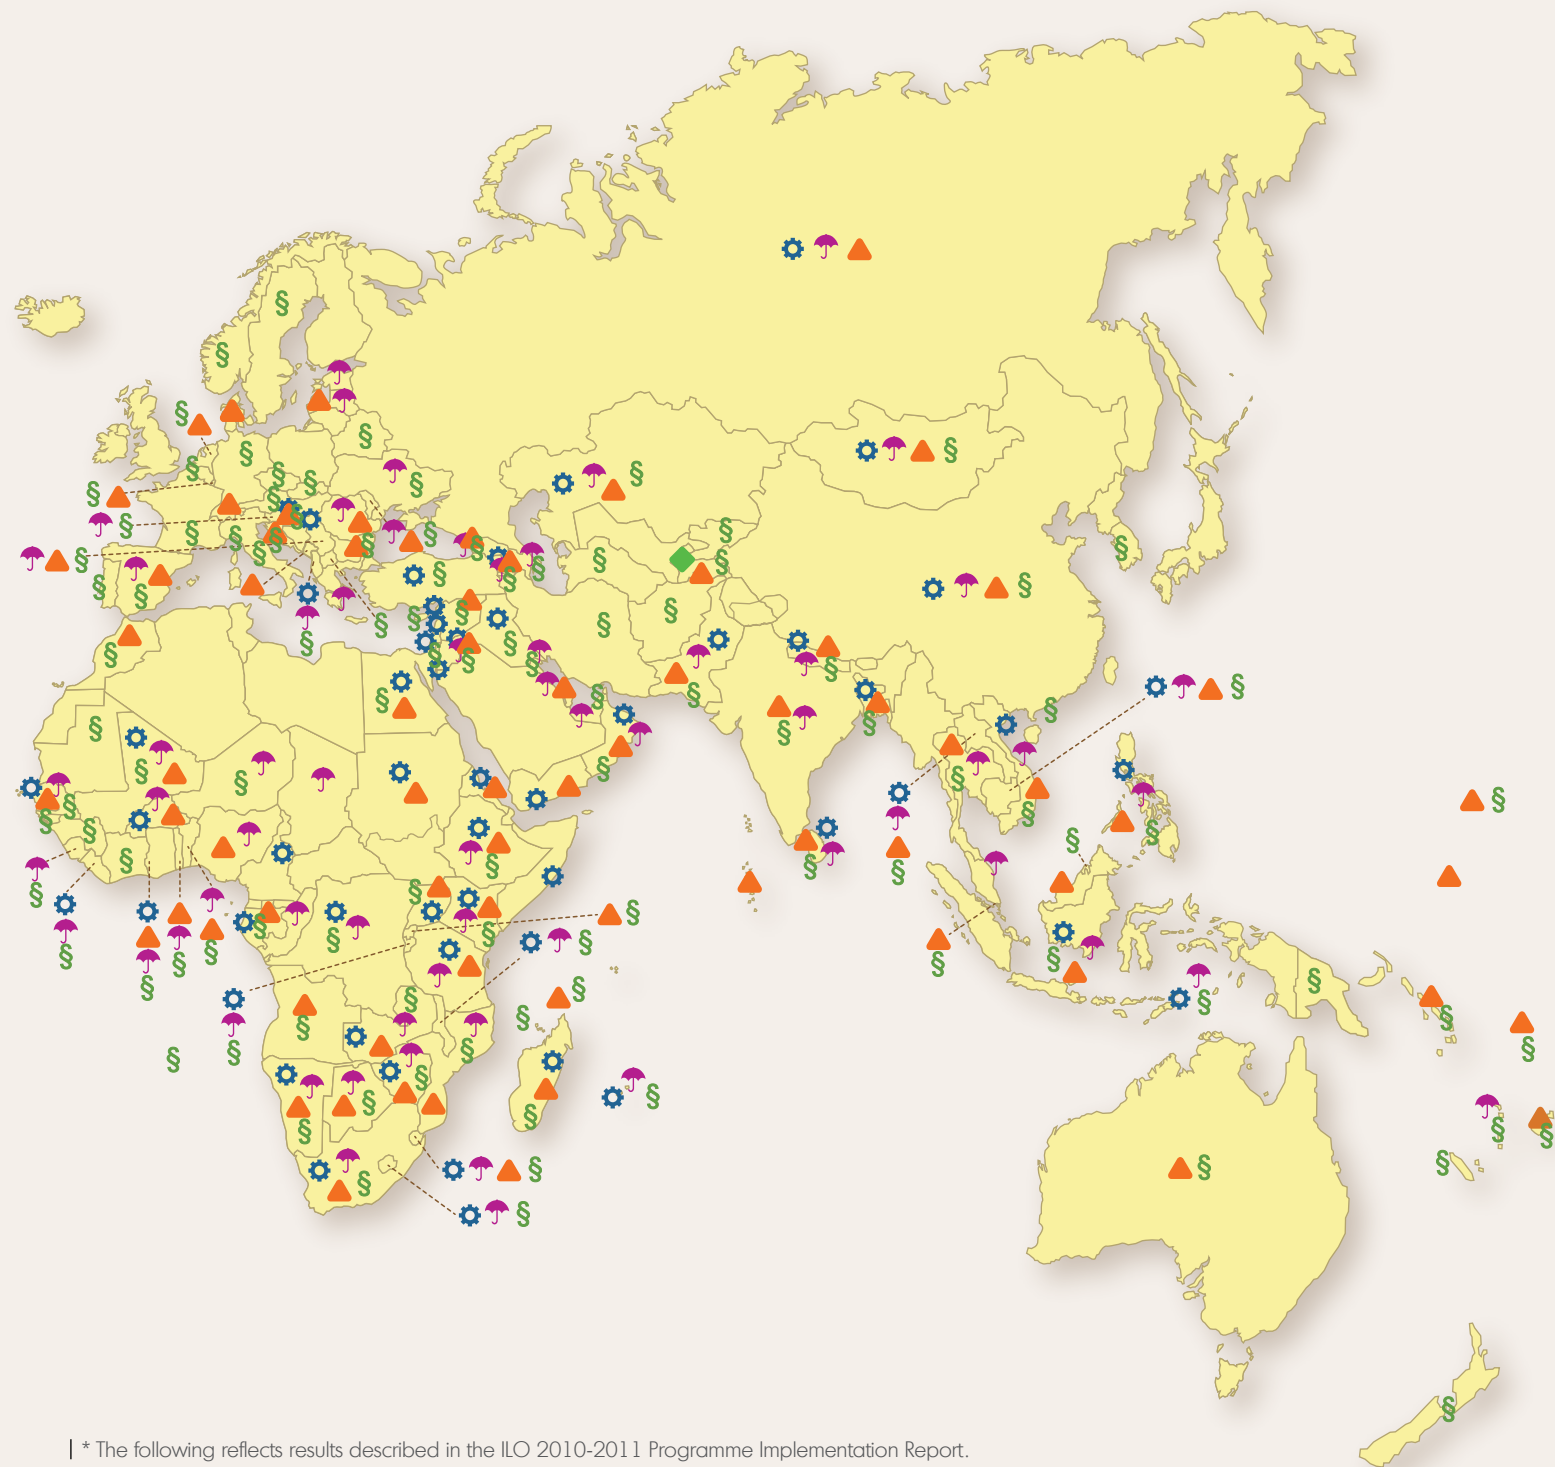 * The following reflects results described in the ILO 2010-2011 Programme Implementation Report.